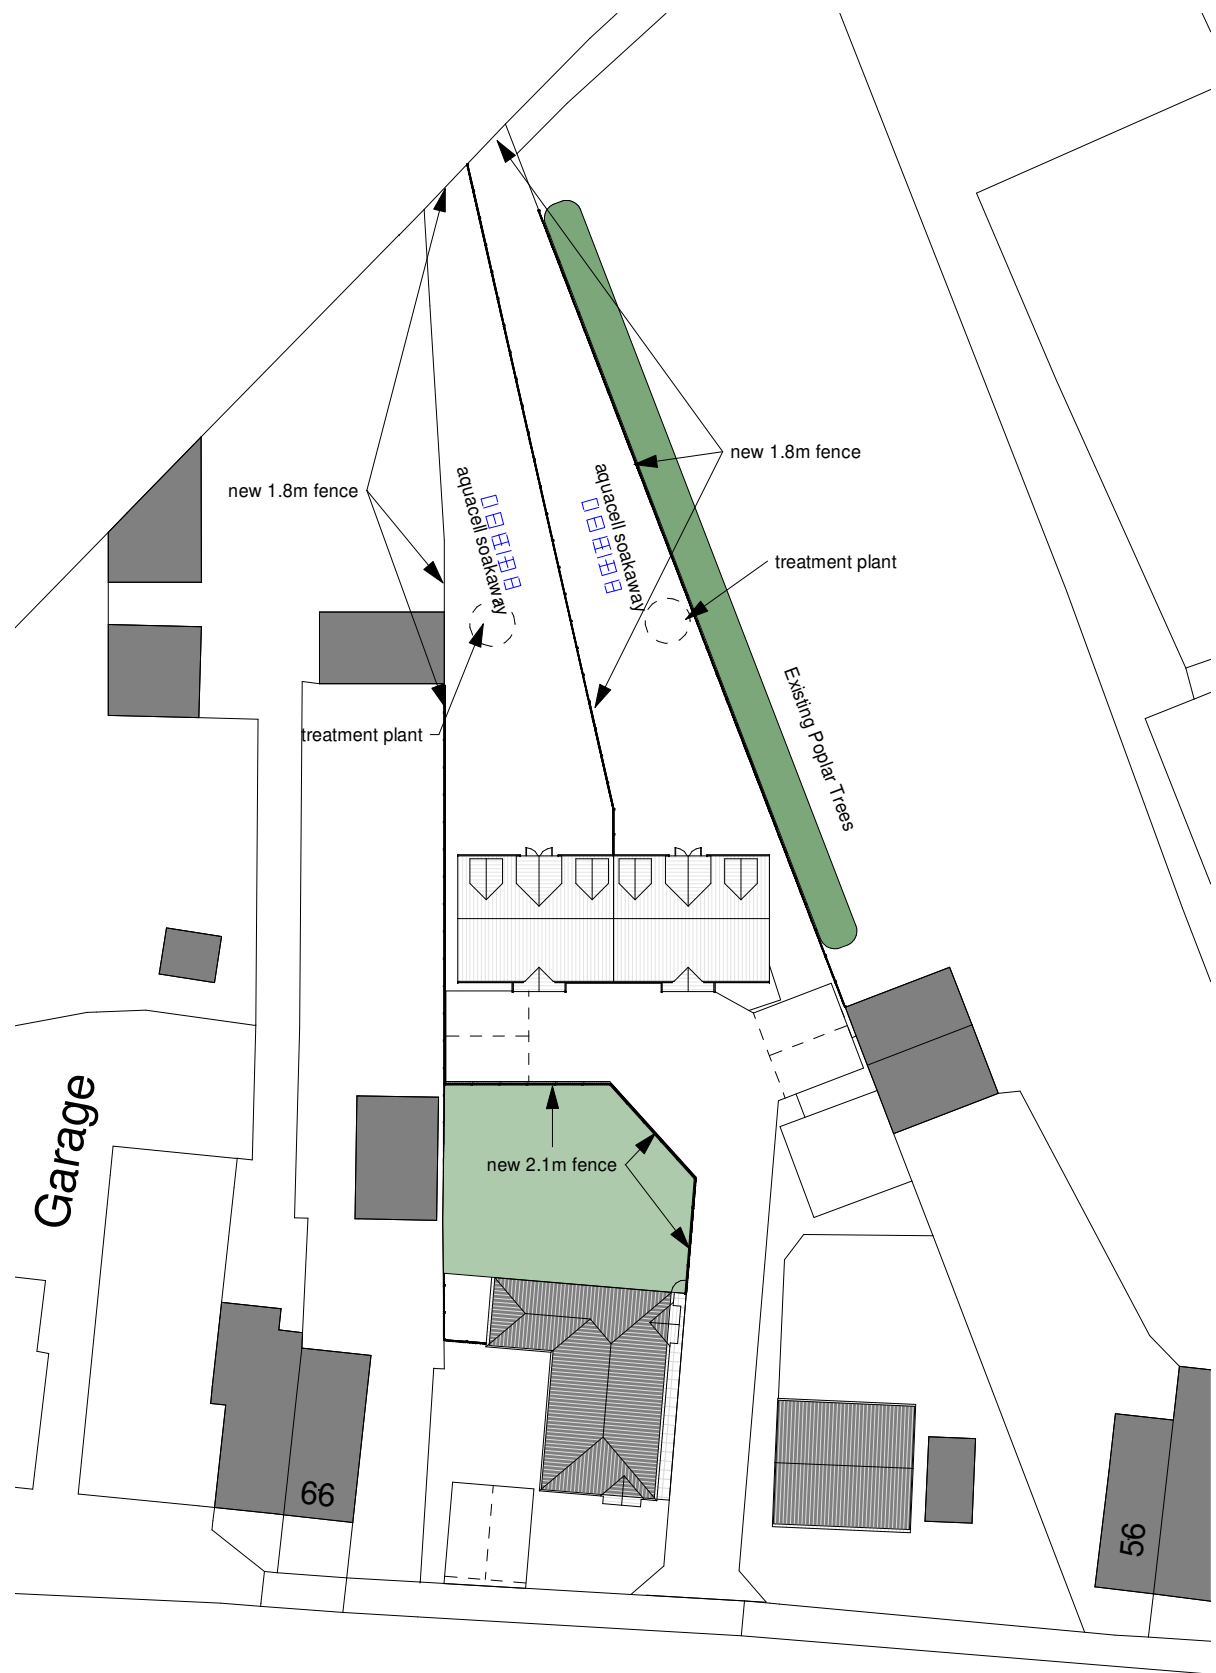 new 1.8m fence
new 1.8m fence
aquacell soakaway
aquacell soakaway
treatment plant
Existing Poplar Trees
treatment plant
Garage
new 2.1m fence
66
56